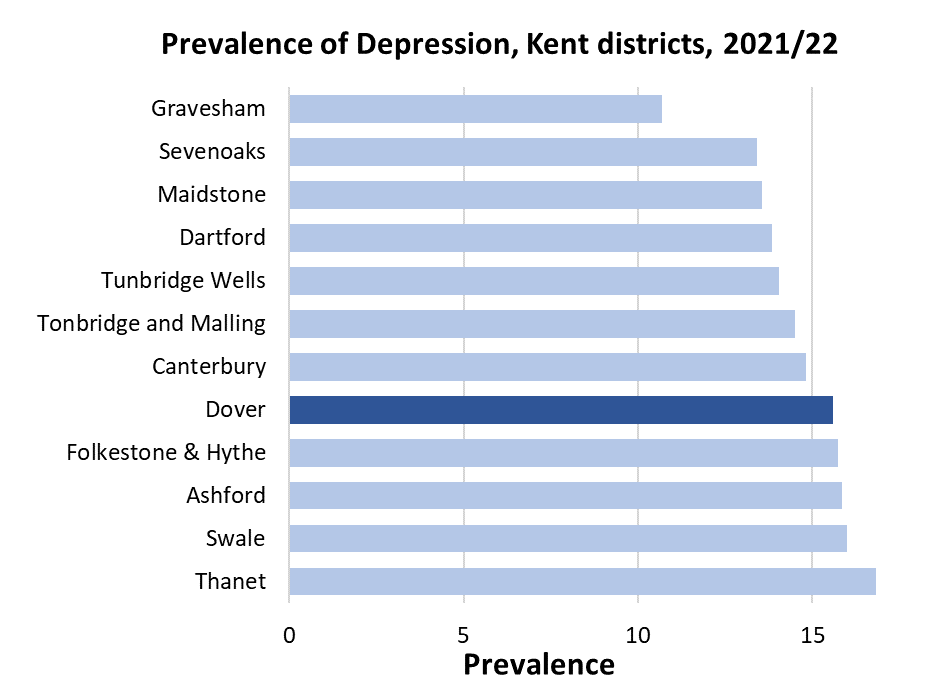 Prevalence of Depression, Kent districts, 2021/22
Gravesham
Sevenoaks
Maidstone
Dartford
Tunbridge Wells
Tonbridge and Malling
Canterbury
Dover
Folkestone & Hythe
Ashford
Swale
Thanet
0 5 10 15
Prevalence